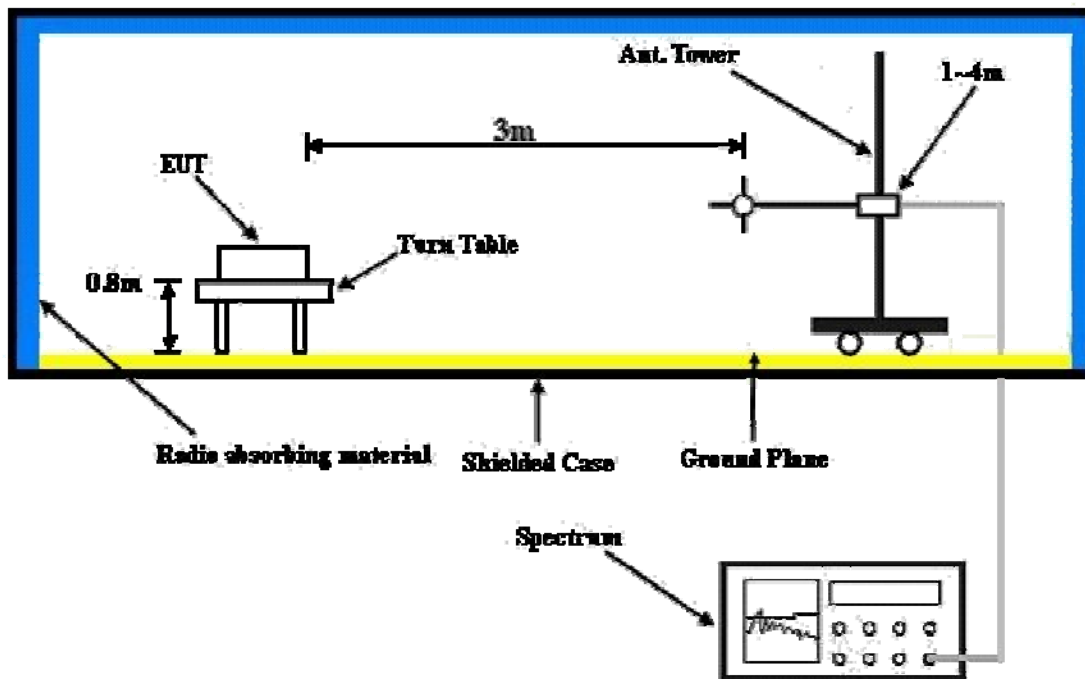 Ant. Tower
1~4m
3m
EUT
Turn Table
0.8m
Radio absorbing material
Shielded Case
Ground Plane
Spectrum